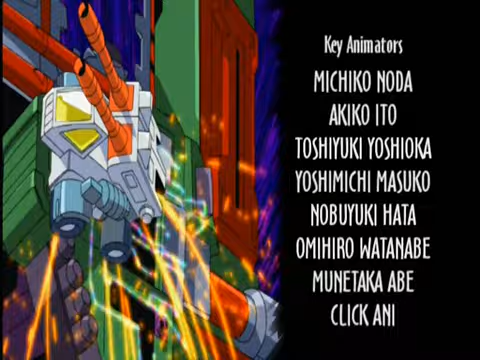 Key Animators
MICHIKO NODA
AKIKO ITO
TOSHIYUKI YOSHIOKA
YOSHIMICHI MASUKO
NOBUYUKI HATA
OMIHIRO WATANABE
MUNETAKA ABE
CLICK ANI